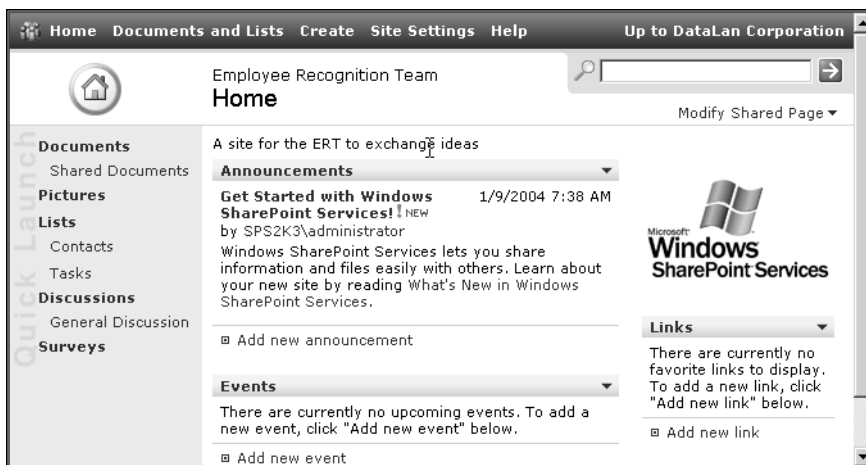 Home Documents and Lists Create Site Settings Help Up to DataLan Corporation
Employee Recognition Team
Home
Modify Shared Page
Quick Launch
Documents
Shared Documents
Pictures
Lists
Contacts
Tasks
Discussions
General Discussion
Surveys
A site for the ERT to exchange ideas
Announcements
Get Started with Windows 1/9/2004 7:38 AM
SharePoint Services! ! NEW
by SPS2K3\administrator
Windows SharePoint Services lets you share
information and files easily with others. Learn about
your new site by reading What's New in Windows
SharePoint Services.
Add new announcement
Events
There are currently no upcoming events. To add a
new event, click "Add new event" below.
Add new event
Microsoft
Windows
SharePoint Services
Links
There are currently no
favorite links to display.
To add a new link, click
"Add new link" below.
Add new link